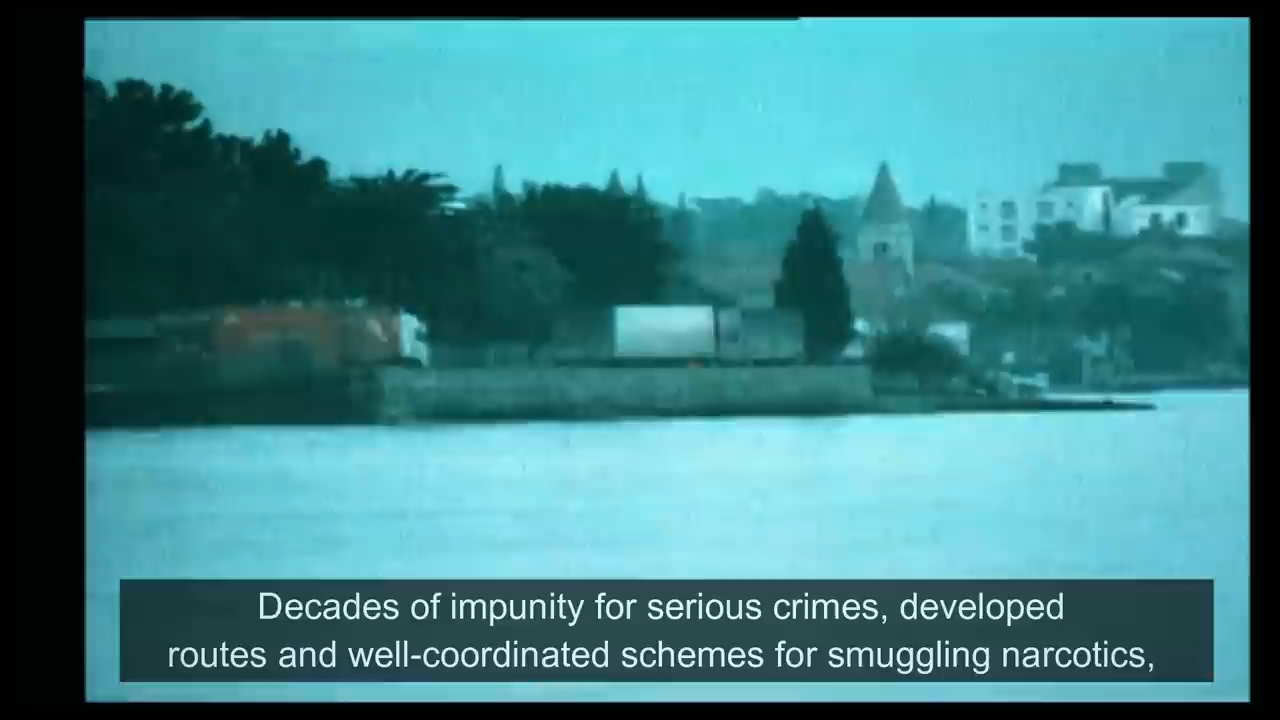 Decades of impunity for serious crimes, developed
routes and well-coordinated schemes for smuggling narcotics,